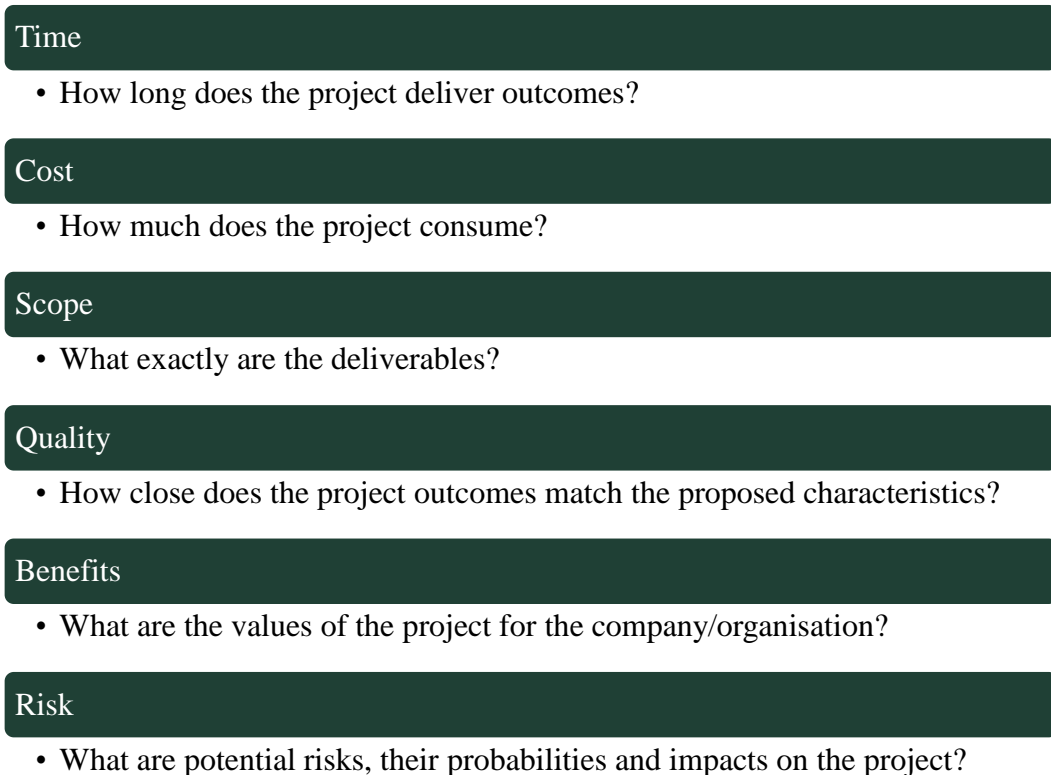 Time
• How long does the project deliver outcomes?
Cost
• How much does the project consume?
Scope
• What exactly are the deliverables?
Quality
• How close does the project outcomes match the proposed characteristics?
Benefits
• What are the values of the project for the company/organisation?
Risk
• What are potential risks, their probabilities and impacts on the project?